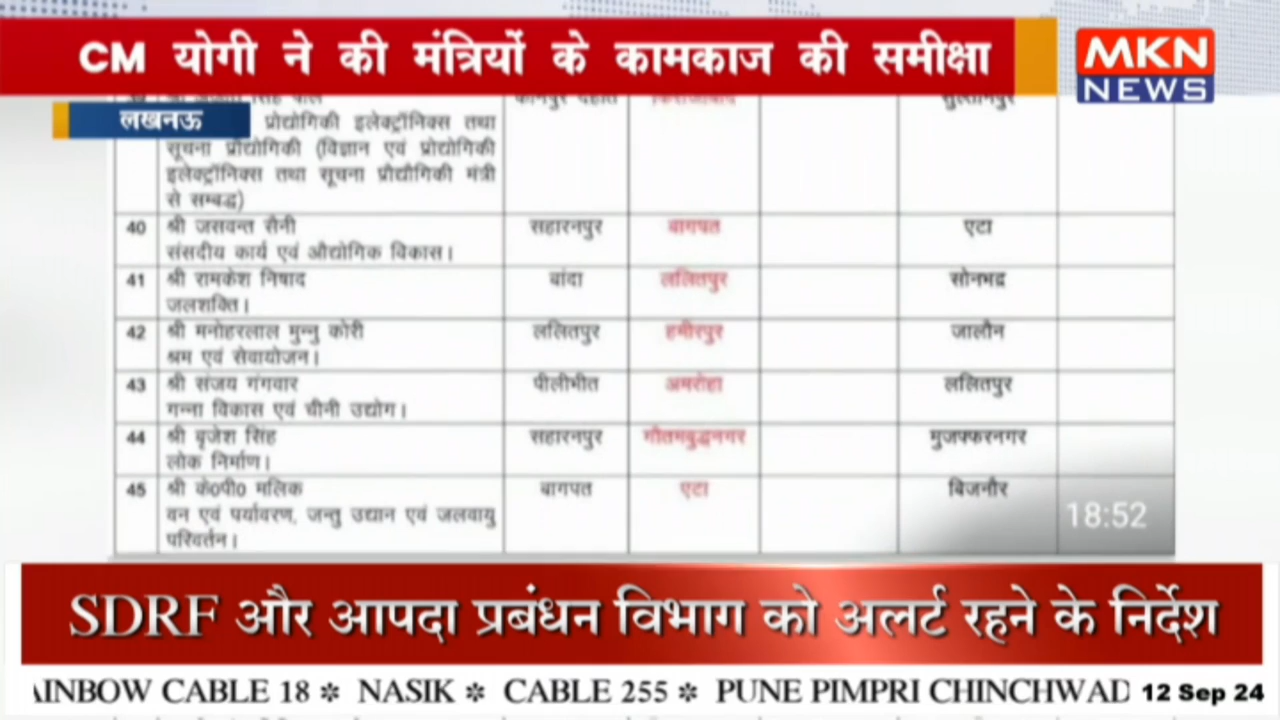 CM योगी ने की मंत्रियों के कामकाज की समीक्षा
MKN
NEWS
लखनऊ
प्रोद्योगिकी इलेक्ट्रॉनिक्स तथा
सूचना प्रौद्योगिकी (विज्ञान एवं प्रोद्योगिकी
इलेक्ट्रॉनिक्स तथा सूचना प्रौद्यौगिकी मंत्री
से सम्बद्ध)
40 श्री जसवन्त सैनी सहारनपुर बागपत एटा
संसदीय कार्य एवं औद्योगिक विकास।
41 श्री रामकेश निषाद बांदा ललितपुर सोनभद्र
जलशक्ति।
42 श्री मनोहरलाल मुन्नु कोरी ललितपुर हमीरपुर जालौन
श्रम एवं सेवायोजन।
43 श्री संजय गंगवार पीलीभीत अमरोहा ललितपुर
गन्ना विकास एवं चीनी उद्योग।
44 श्री बृजेश सिंह सहारनपुर गौतमबुद्धनगर मुजफ्फरनगर
लोक निर्माण।
45 श्री के0पी0 मलिक बागपत एटा बिजनौर
वन एवं पर्यावरण, जन्तु उद्यान एवं जलवायु
परिवर्तन।
18:52
SDRF और आपदा प्रबंधन विभाग को अलर्ट रहने के निर्देश
AINBOW CABLE 18 ✻ NASIK ✻ CABLE 255 ✻ PUNE PIMPRI CHINCHWAD 12 Sep 24